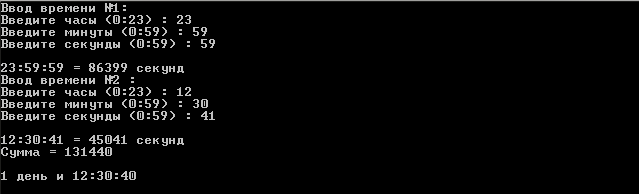 Ввод времени №1:
Введите часы (0:23) : 23
Введите минуты (0:59) : 59
Введите секунды (0:59) : 59
23:59:59 = 86399 секунд
Ввод времени №2 :
Введите часы (0:23) : 12
Введите минуты (0:59) : 30
Введите секунды (0:59) : 41
12:30:41 = 45041 секунд
Сумма = 131440
1 день и 12:30:40